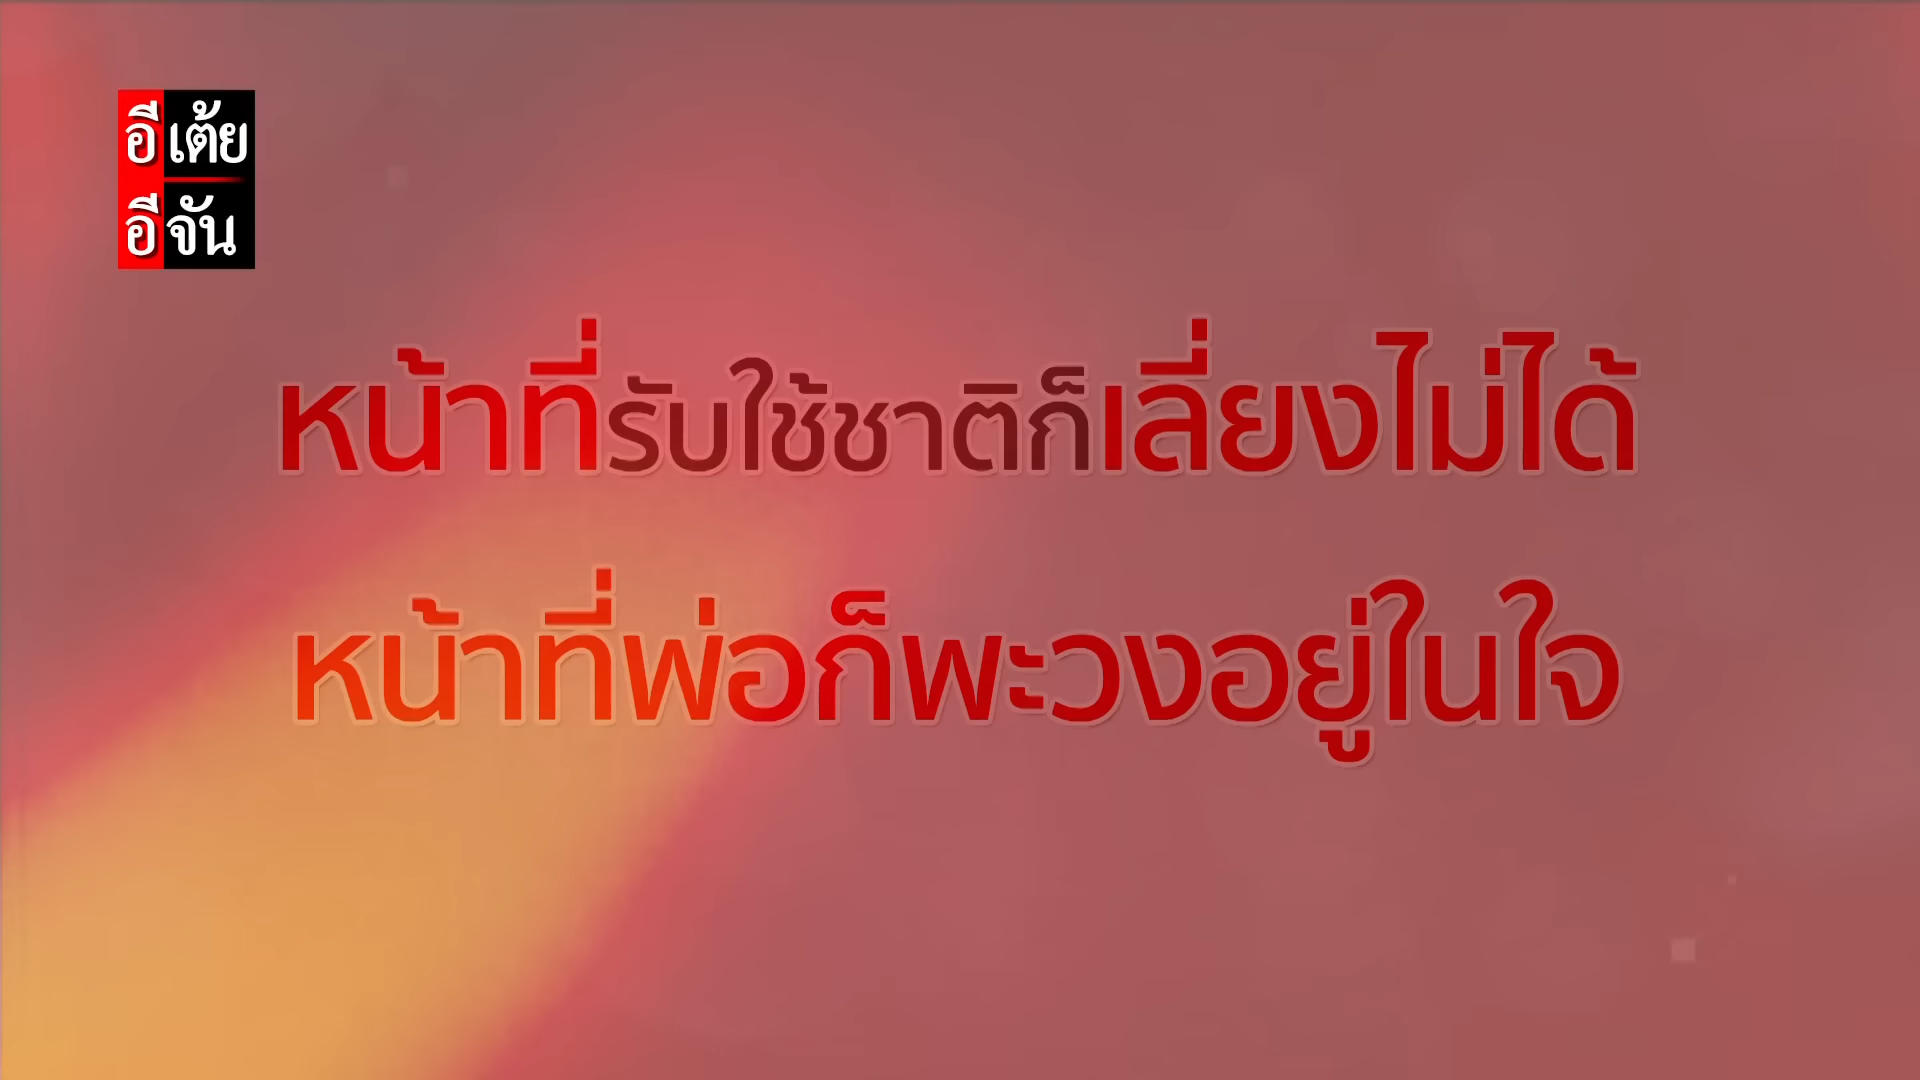 อีเต้ย
อีจัน
หน้าที่รับใช้ชาติก็เลี่ยงไม่ได้
หน้าที่พ่อก็พะวงอยู่ในใจ